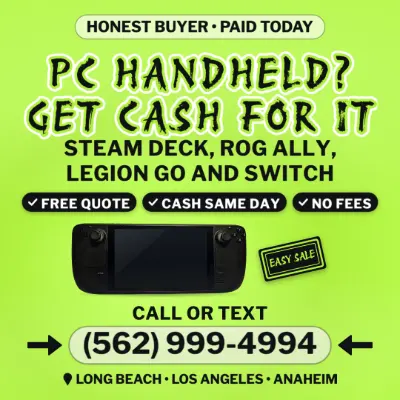 HONEST BUYER • PAID TODAY
PC HANDHELD?
GET CASH FOR IT
STEAM DECK, ROG ALLY,
LEGION GO AND SWITCH
✓ FREE QUOTE ✓ CASH SAME DAY ✓ NO FEES
EASY SALE
CALL OR TEXT
(562) 999-4994
LONG BEACH • LOS ANGELES • ANAHEIM